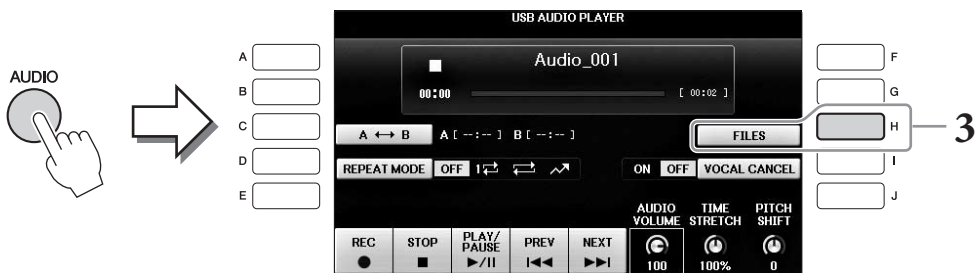 USB AUDIO PLAYER
AUDIO
A
B
C
D
E
Audio_001
00:00 [ 00:02 ]
A ↔ B A [ --:-- ] B [ --:-- ]
FILES
REPEAT MODE OFF 1
ON OFF VOCAL CANCEL
AUDIO VOLUME
TIME STRETCH
PITCH SHIFT
REC
STOP
PLAY/PAUSE
PREV
NEXT
100
100%
0
F
G
H
I
J
3